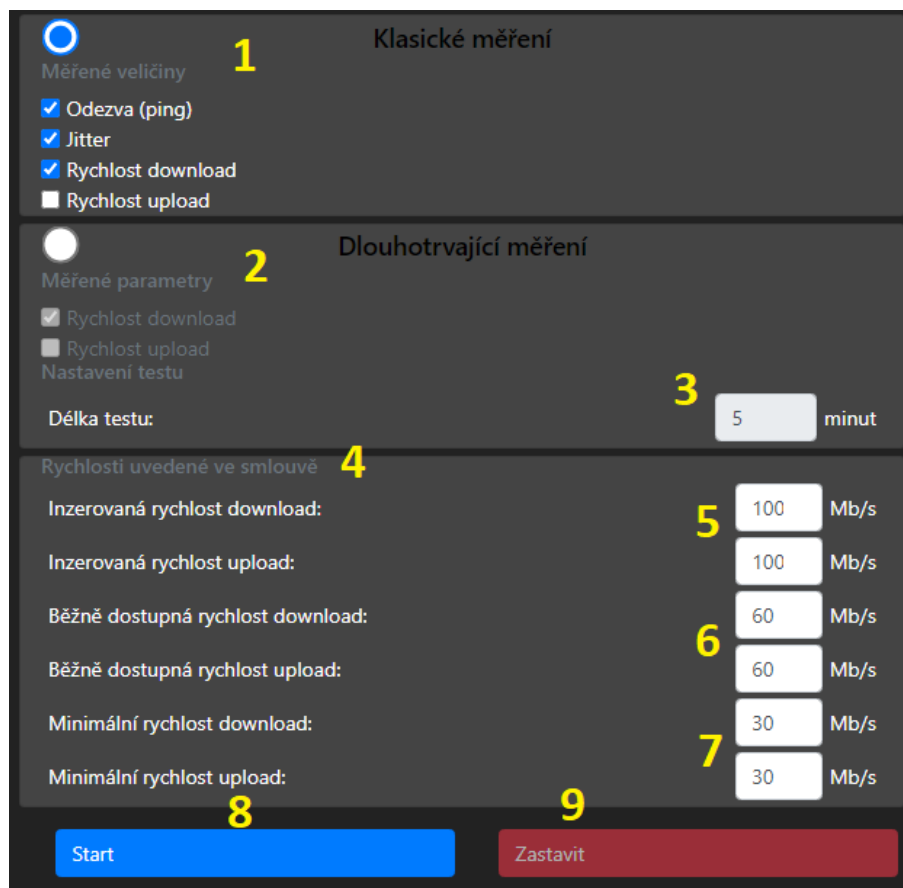 Klasické měření
1
Měřené veličiny
Odezva (ping)
Jitter
Rychlost download
Rychlost upload
Dlouhotrvající měření
2
Měřené parametry
Rychlost download
Rychlost upload
Nastavení testu
3
Délka testu: 5 minut
Rychlosti uvedené ve smlouvě 4
Inzerovaná rychlost download: 100 Mb/s
5
Inzerovaná rychlost upload: 100 Mb/s
Běžně dostupná rychlost download: 60 Mb/s
6
Běžně dostupná rychlost upload: 60 Mb/s
Minimální rychlost download: 30 Mb/s
7
Minimální rychlost upload: 30 Mb/s
8 9
Start Zastavit